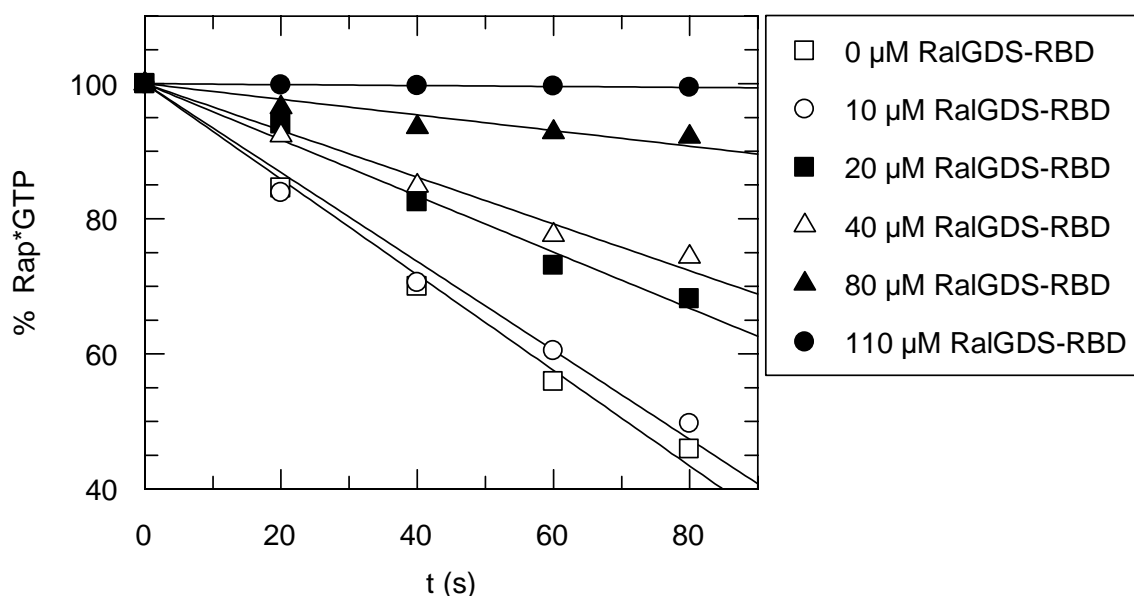 % Rap*GTP
100
80
60
40
0 20 40 60 80
t (s)
0 µM RalGDS-RBD
10 µM RalGDS-RBD
20 µM RalGDS-RBD
40 µM RalGDS-RBD
80 µM RalGDS-RBD
110 µM RalGDS-RBD